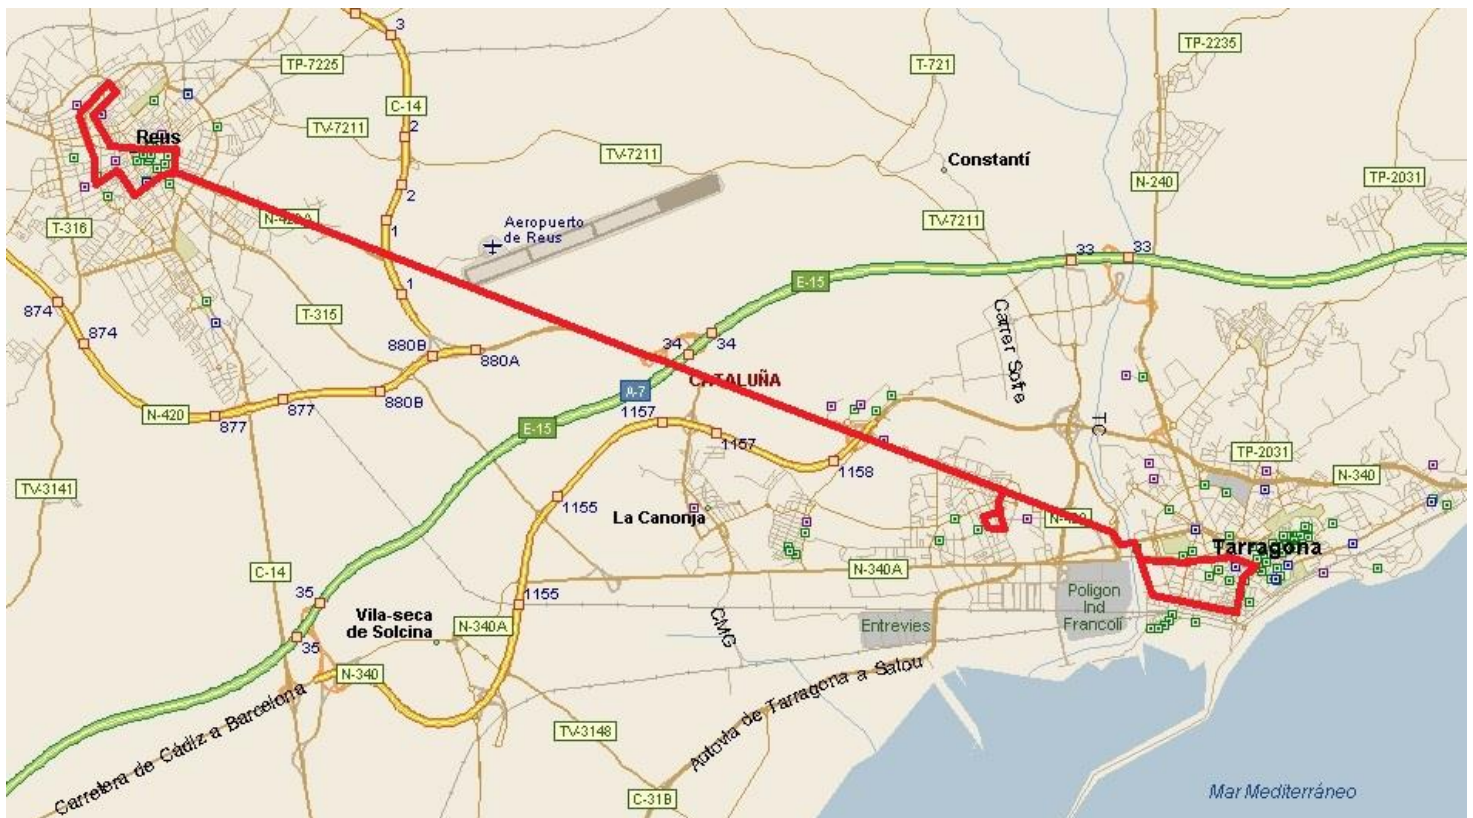 3
TP-7225
T-721
TP-2235
C-14
Reus
TV-7211
2
TV-7211
Constantí
N-240
TP-2031
2
T-316
N-420A
1
Aeropuerto
de Reus
TV-7211
33
33
E-15
1
874
874
T-315
Carrer Sofre
880B
880A
34
34
CATALUÑA
A-7
880B
N-420
877
877
1157
1157
E-15
TC
1158
TP-2031
N-340
TV-3141
1155
La Canonja
N-420
Tarragona
C-14
N-340A
35
1155
Poligon
Ind
Francolí
Vila-seca
de Solcina
N-340A
CMG
Entrevies
35
N-340
Carretera de Cádiz a Barcelona
Autovía de Tarragona a Salou
TV-3148
C-31B
Mar Mediterráneo